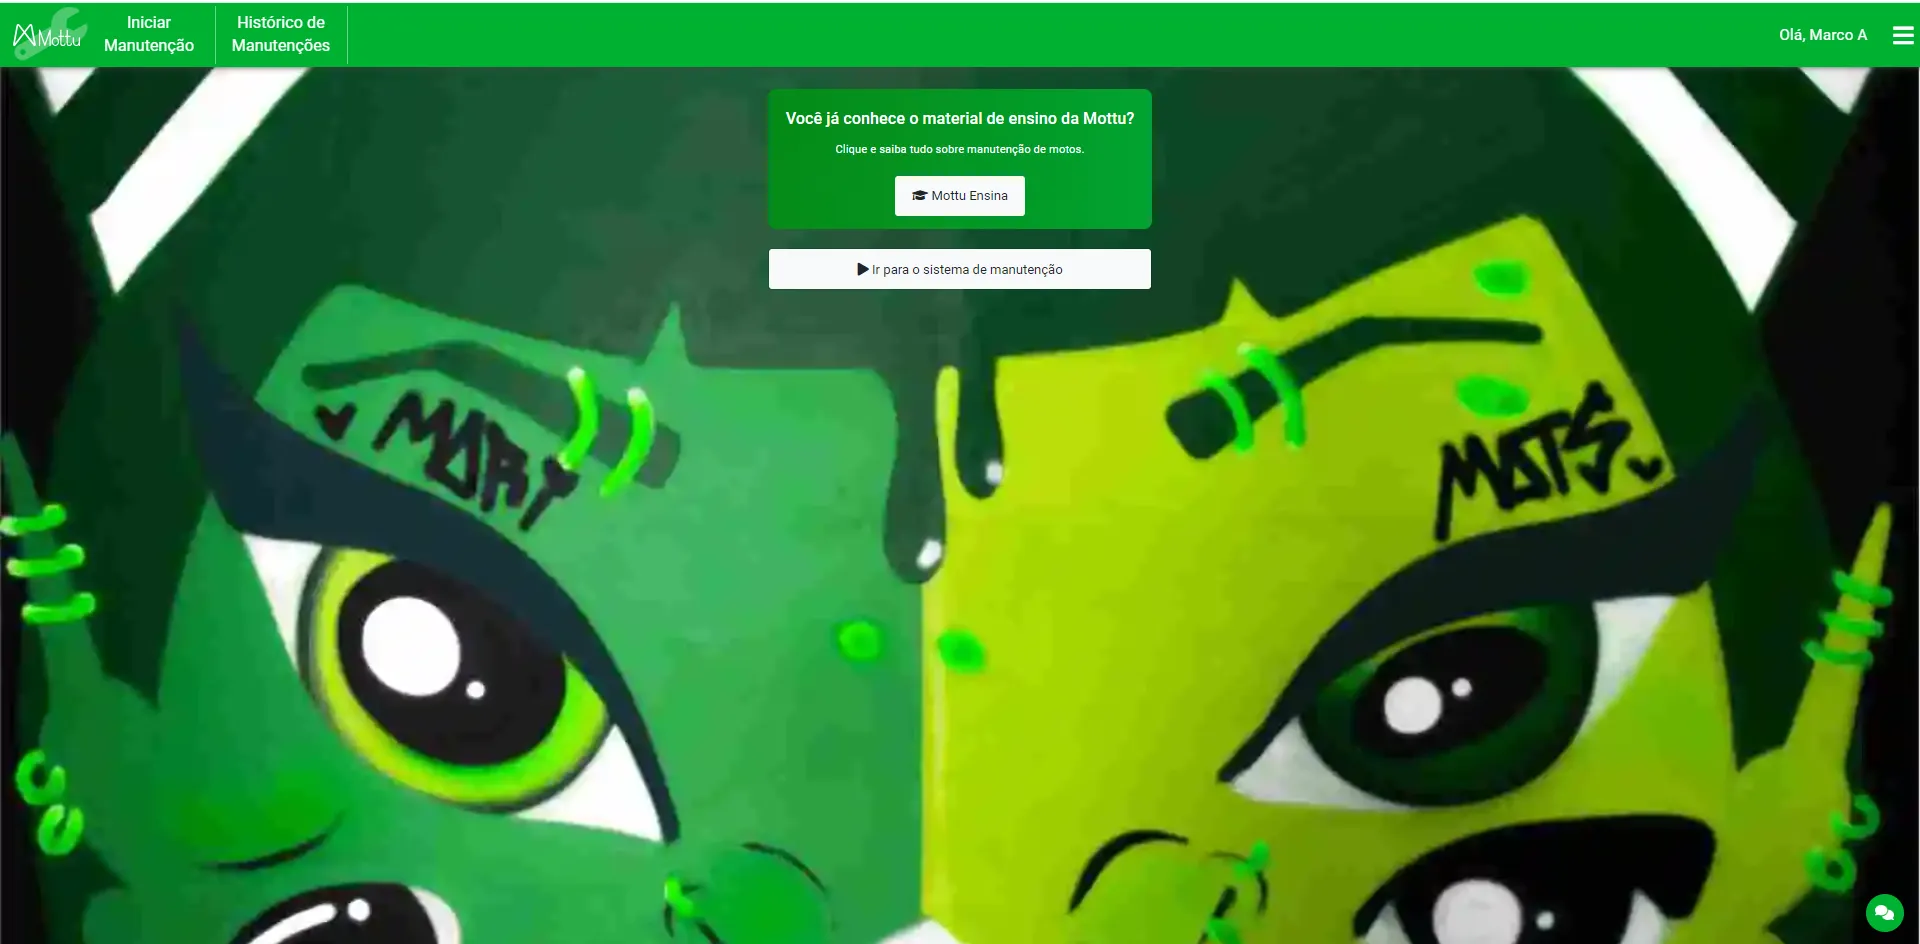 Mottu
Iniciar
Manutenção
Histórico de
Manutenções
Olá, Marco A
Você já conhece o material de ensino da Mottu?
Clique e saiba tudo sobre manutenção de motos.
Mottu Ensina
Ir para o sistema de manutenção
MARY
MATS